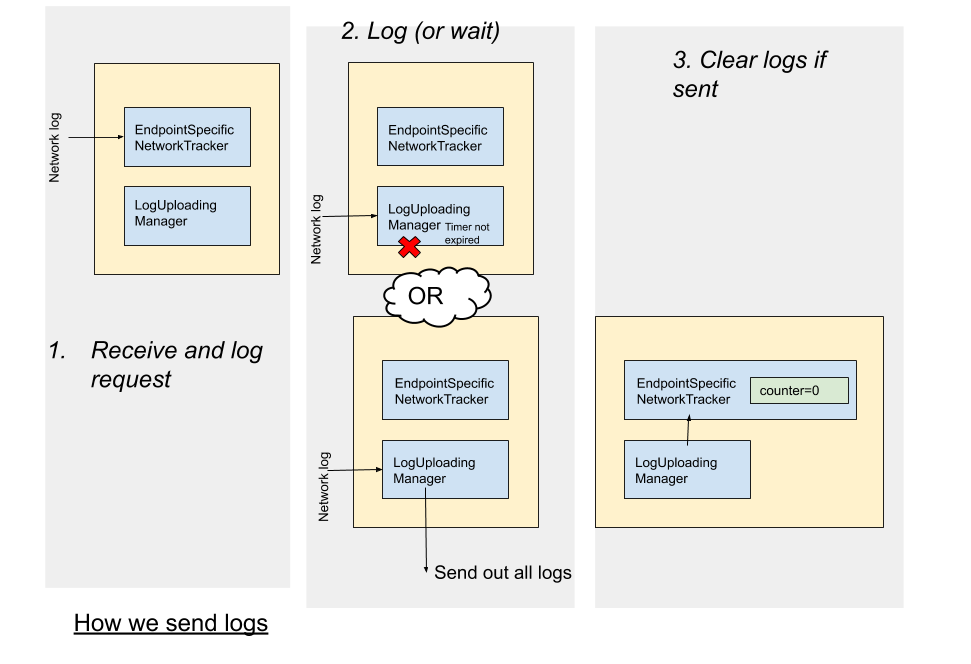 Network log
EndpointSpecific
NetworkTracker
LogUploading
Manager
1. Receive and log
request
2. Log (or wait)
EndpointSpecific
NetworkTracker
Network log
LogUploading
Manager Timer not
expired
OR
EndpointSpecific
NetworkTracker
Network log
LogUploading
Manager
Send out all logs
3. Clear logs if
sent
EndpointSpecific
NetworkTracker
counter=0
LogUploading
Manager
How we send logs